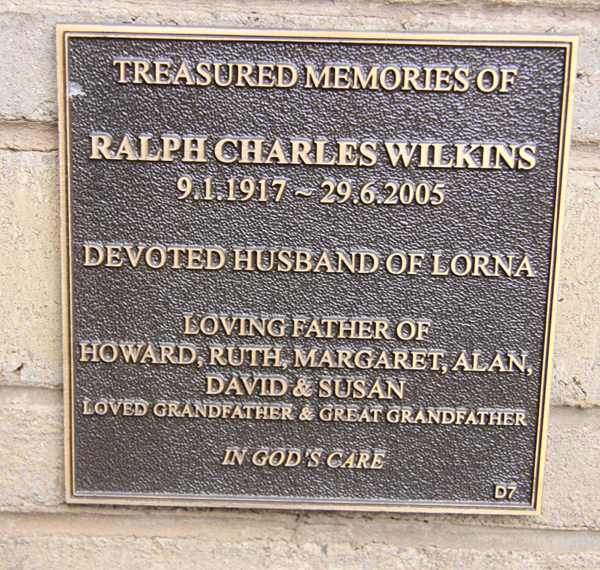 TREASURED MEMORIES OF
RALPH CHARLES WILKINS
9.1.1917 ~ 29.6.2005
DEVOTED HUSBAND OF LORNA
LOVING FATHER OF
HOWARD, RUTH, MARGARET, ALAN,
DAVID & SUSAN
LOVED GRANDFATHER & GREAT GRANDFATHER
IN GOD'S CARE
D7